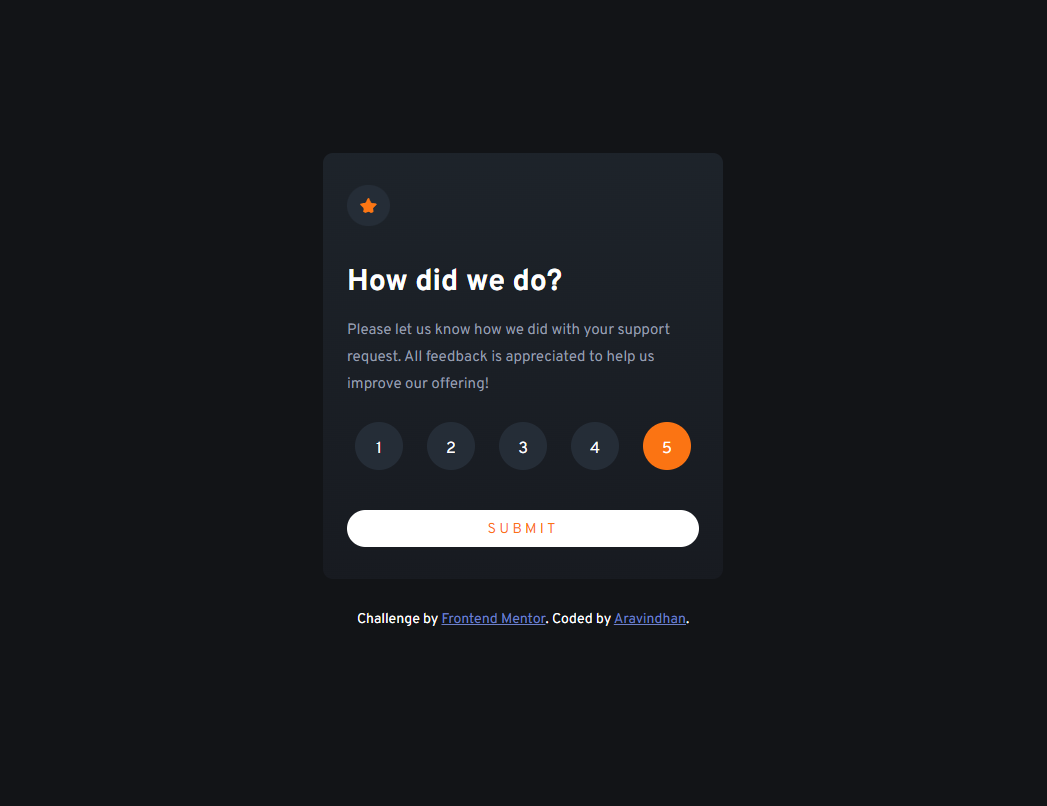 How did we do?
Please let us know how we did with your support
request. All feedback is appreciated to help us
improve our offering!
1 2 3 4 5
SUBMIT
Challenge by Frontend Mentor. Coded by Aravindhan.